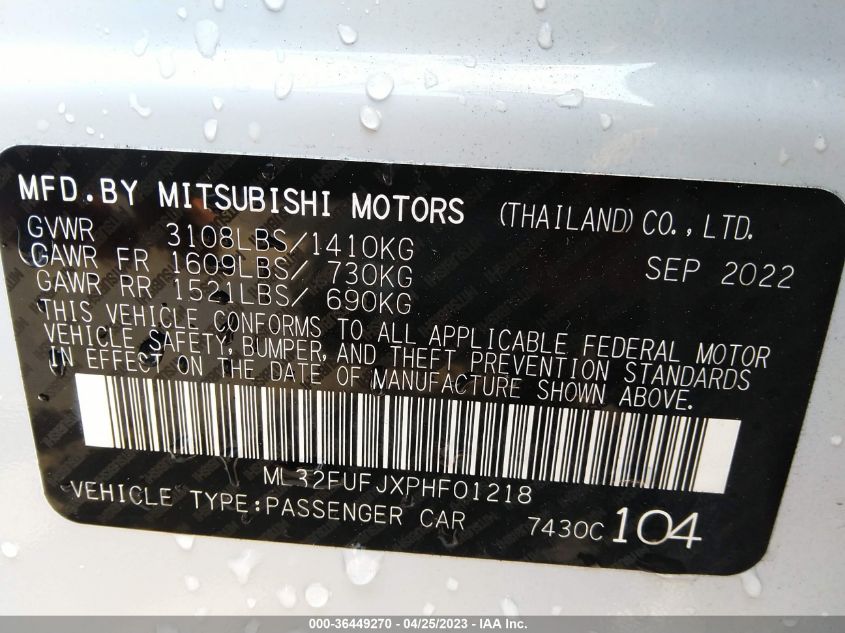 MFD.BY MITSUBISHI MOTORS (THAILAND) CO., LTD.
GVWR 3108LBS/1410KG
GAWR FR 1609LBS/ 730KG SEP 2022
GAWR RR 1521LBS/ 690KG
THIS VEHICLE CONFORMS TO ALL APPLICABLE FEDERAL MOTOR
VEHICLE SAFETY, BUMPER, AND THEFT PREVENTION STANDARDS
IN EFFECT ON THE DATE OF MANUFACTURE SHOWN ABOVE.
ML32FUFJXPHF01218
VEHICLE TYPE:PASSENGER CAR 7430C 104
000-36449270 - 04/25/2023 - IAA Inc.